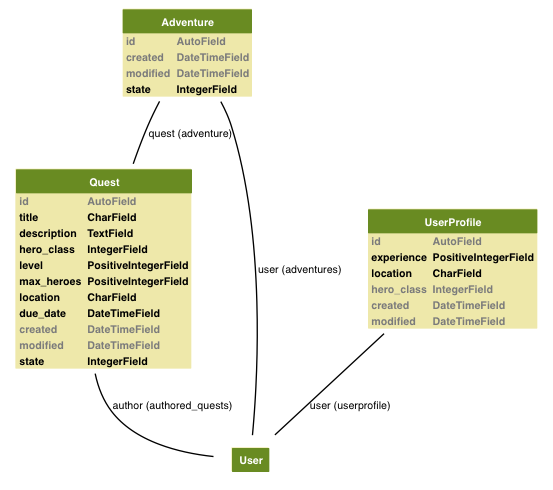 Adventure
id AutoField
created DateTimeField
modified DateTimeField
state IntegerField
quest (adventure)
Quest
id AutoField
title CharField
description TextField
hero_class IntegerField
level PositiveIntegerField
max_heroes PositiveIntegerField
location CharField
due_date DateTimeField
created DateTimeField
modified DateTimeField
state IntegerField
UserProfile
id AutoField
experience PositiveIntegerField
location CharField
hero_class IntegerField
created DateTimeField
modified DateTimeField
user (adventures)
author (authored_quests)
user (userprofile)
User